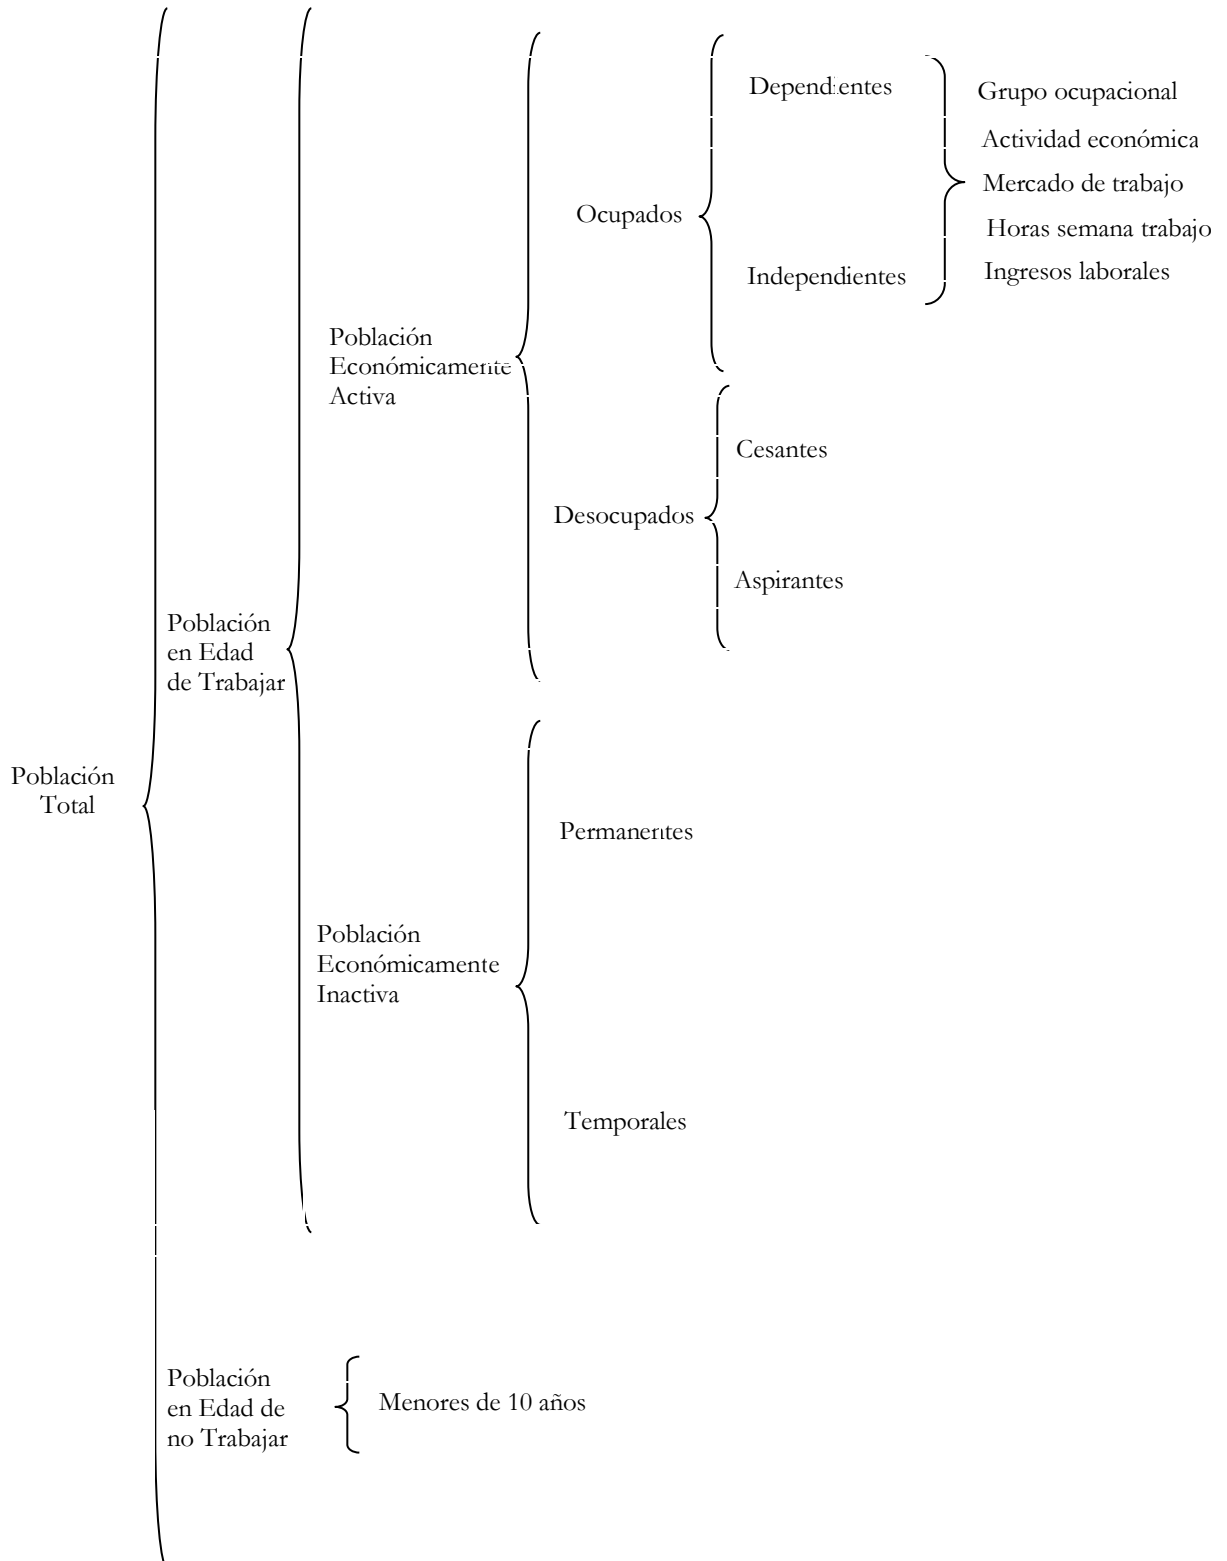 Población
Total
Población
en Edad
de Trabajar
Población
Económicamente
Activa
Ocupados
Dependientes
Independientes
Grupo ocupacional
Actividad económica
Mercado de trabajo
Horas semana trabajo
Ingresos laborales
Desocupados
Cesantes
Aspirantes
Población
Económicamente
Inactiva
Permanentes
Temporales
Población
en Edad de
no Trabajar
Menores de 10 años